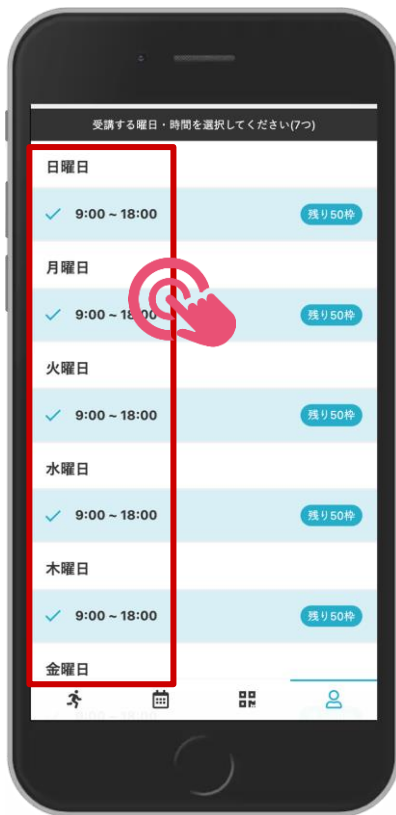 受講する曜日・時間を選択してください(7つ)
日曜日
9:00 ~ 18:00 残り50枠
月曜日
9:00 ~ 18:00 残り50枠
火曜日
9:00 ~ 18:00 残り50枠
水曜日
9:00 ~ 18:00 残り50枠
木曜日
9:00 ~ 18:00 残り50枠
金曜日